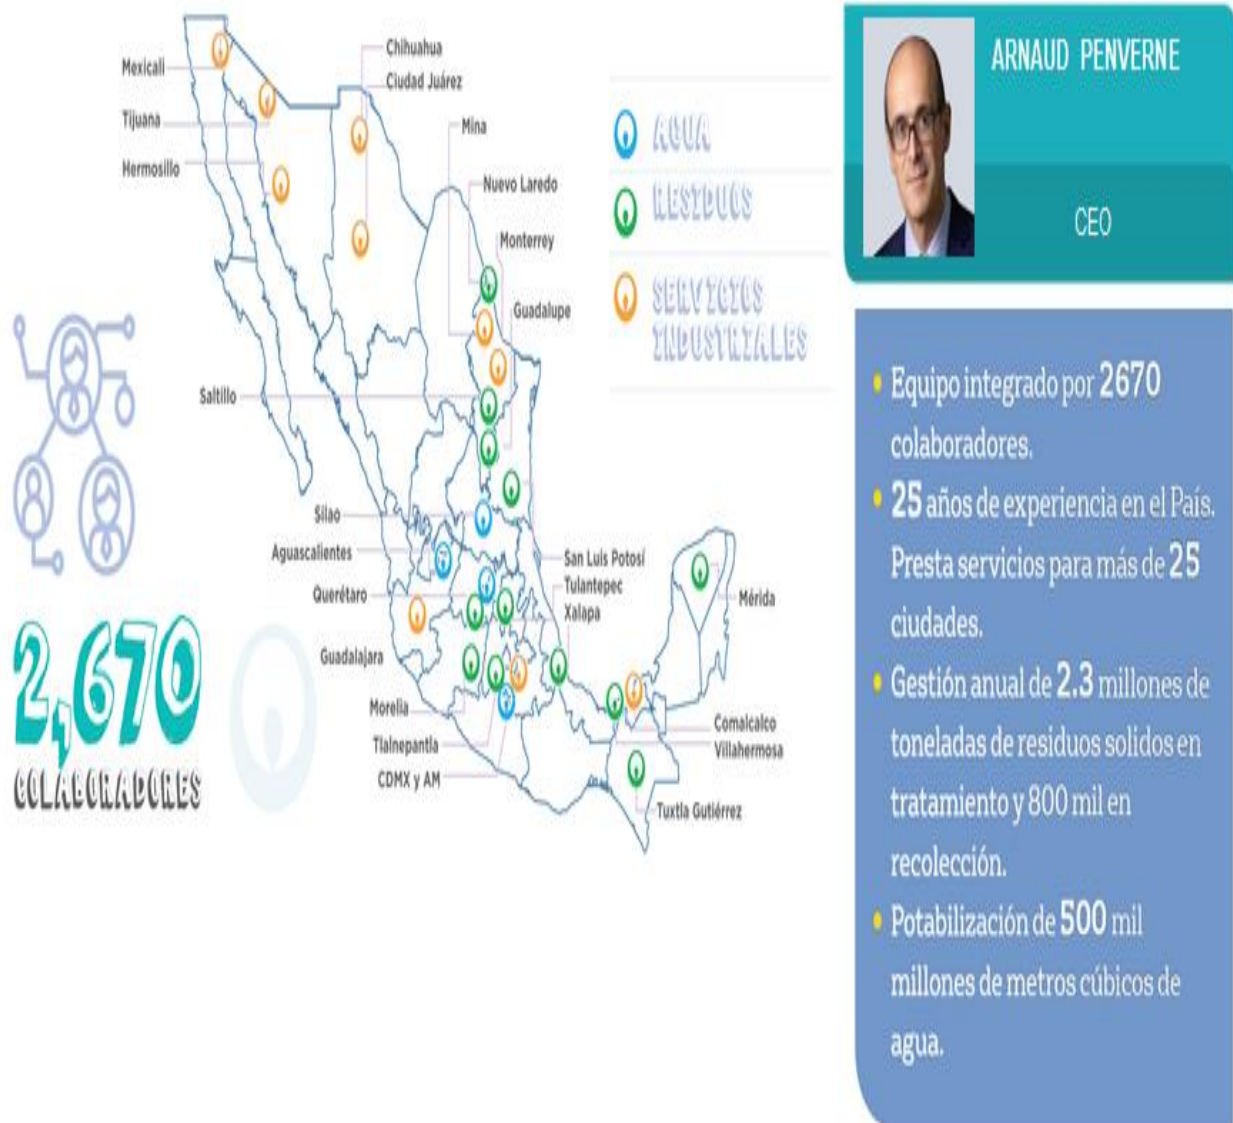 Mexicali
Tijuana
Hermosillo
Chihuahua
Ciudad Juárez
Mina
Nuevo Laredo
Monterrey
Guadalupe
Saltillo
Silao
Aguascalientes
Querétaro
Guadalajara
Morelia
Tlalnepantla
CDMX y AM
San Luis Potosí
Tulantepec
Xalapa
Mérida
Comalcalco
Villahermosa
Tuxtla Gutiérrez
AGUA
RESIDUOS
SERVICIOS
INDUSTRIALES
2,670
COLABORADORES
ARNAUD PENVERNE
CEO
Equipo integrado por 2670
colaboradores.
25 años de experiencia en el País.
Presta servicios para más de 25
ciudades.
Gestión anual de 2.3 millones de
toneladas de residuos solidos en
tratamiento y 800 mil en
recolección.
Potabilización de 500 mil
millones de metros cúbicos de
agua.